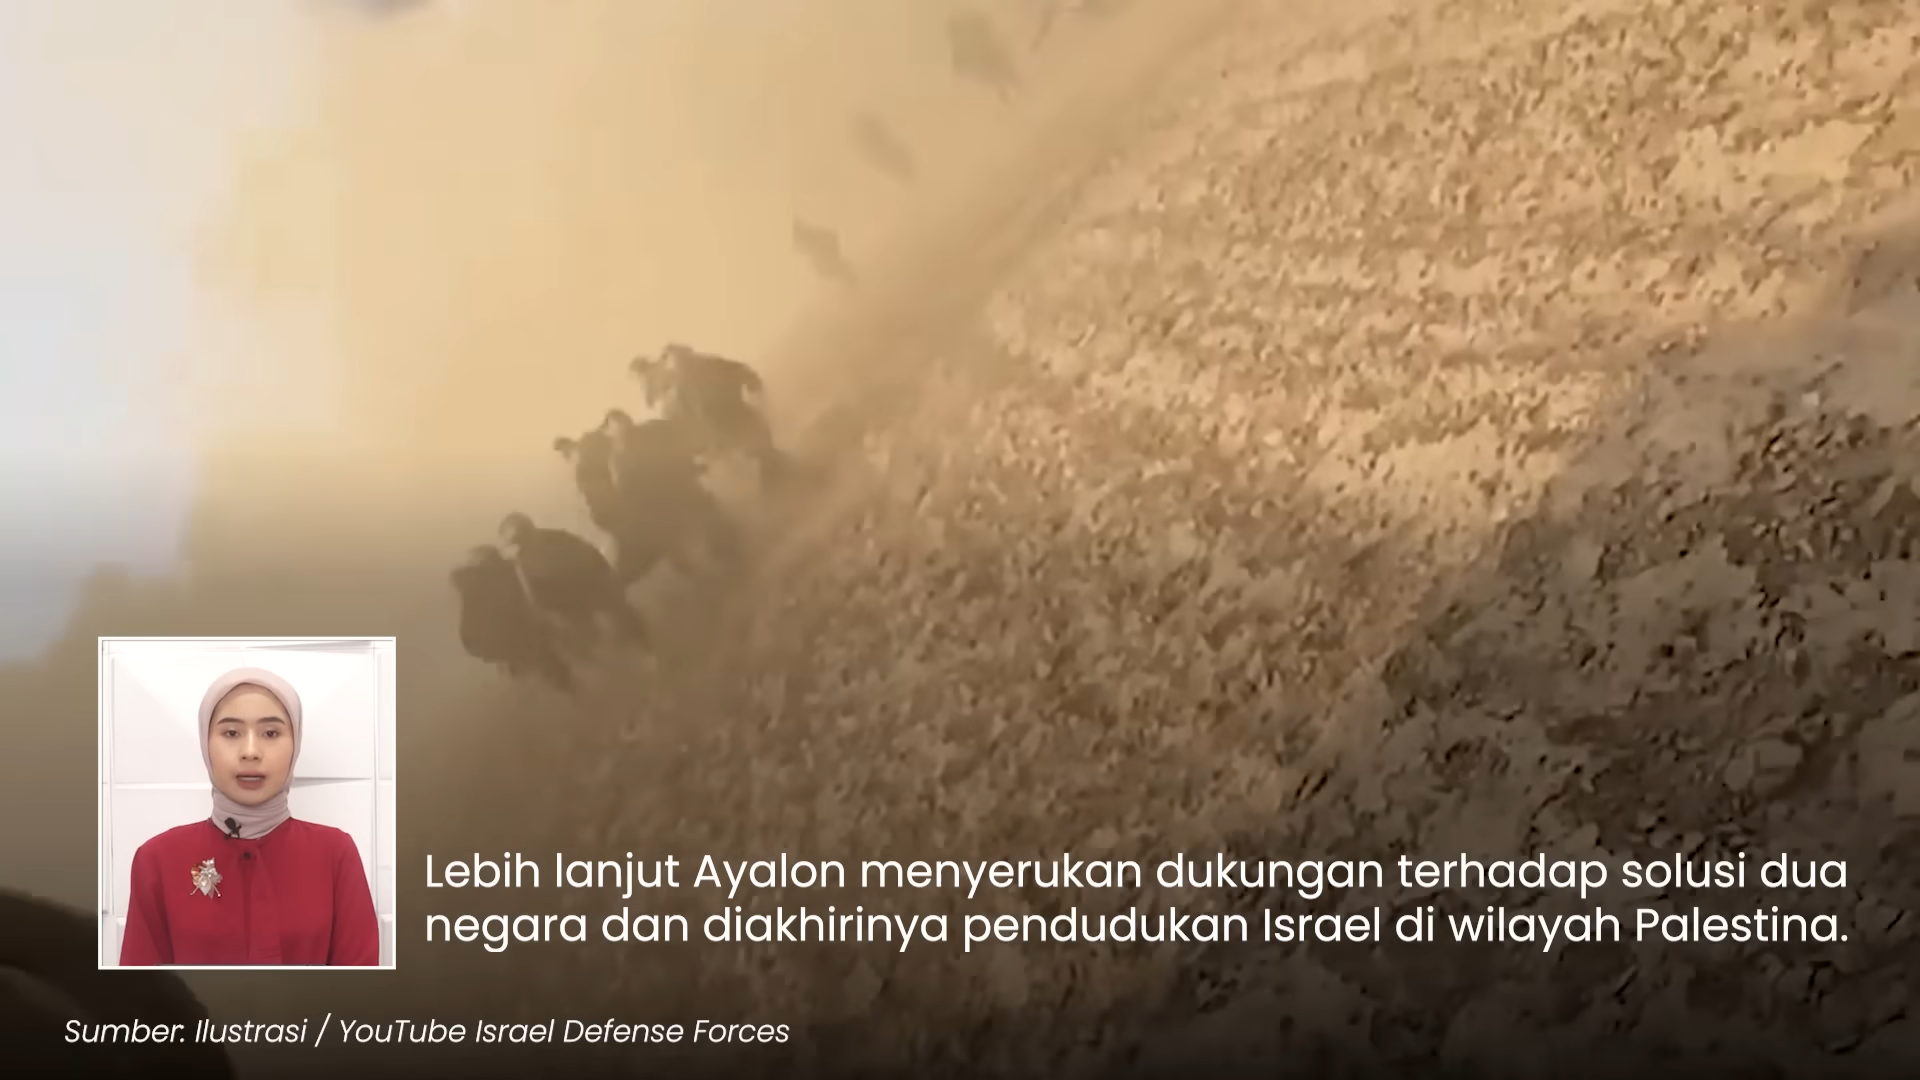 Lebih lanjut Ayalon menyerukan dukungan terhadap solusi dua
negara dan diakhirinya pendudukan Israel di wilayah Palestina.
Sumber: Ilustrasi / YouTube Israel Defense Forces